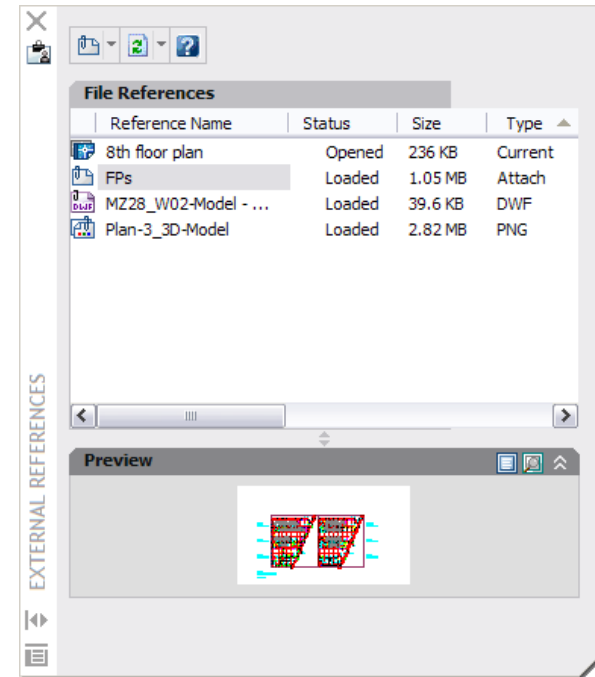 File References
Reference Name Status Size Type
8th floor plan Opened 236 KB Current
FPs Loaded 1.05 MB Attach
MZ28_W02-Model - ... Loaded 39.6 KB DWF
Plan-3_3D-Model Loaded 2.82 MB PNG
Preview
EXTERNAL REFERENCES